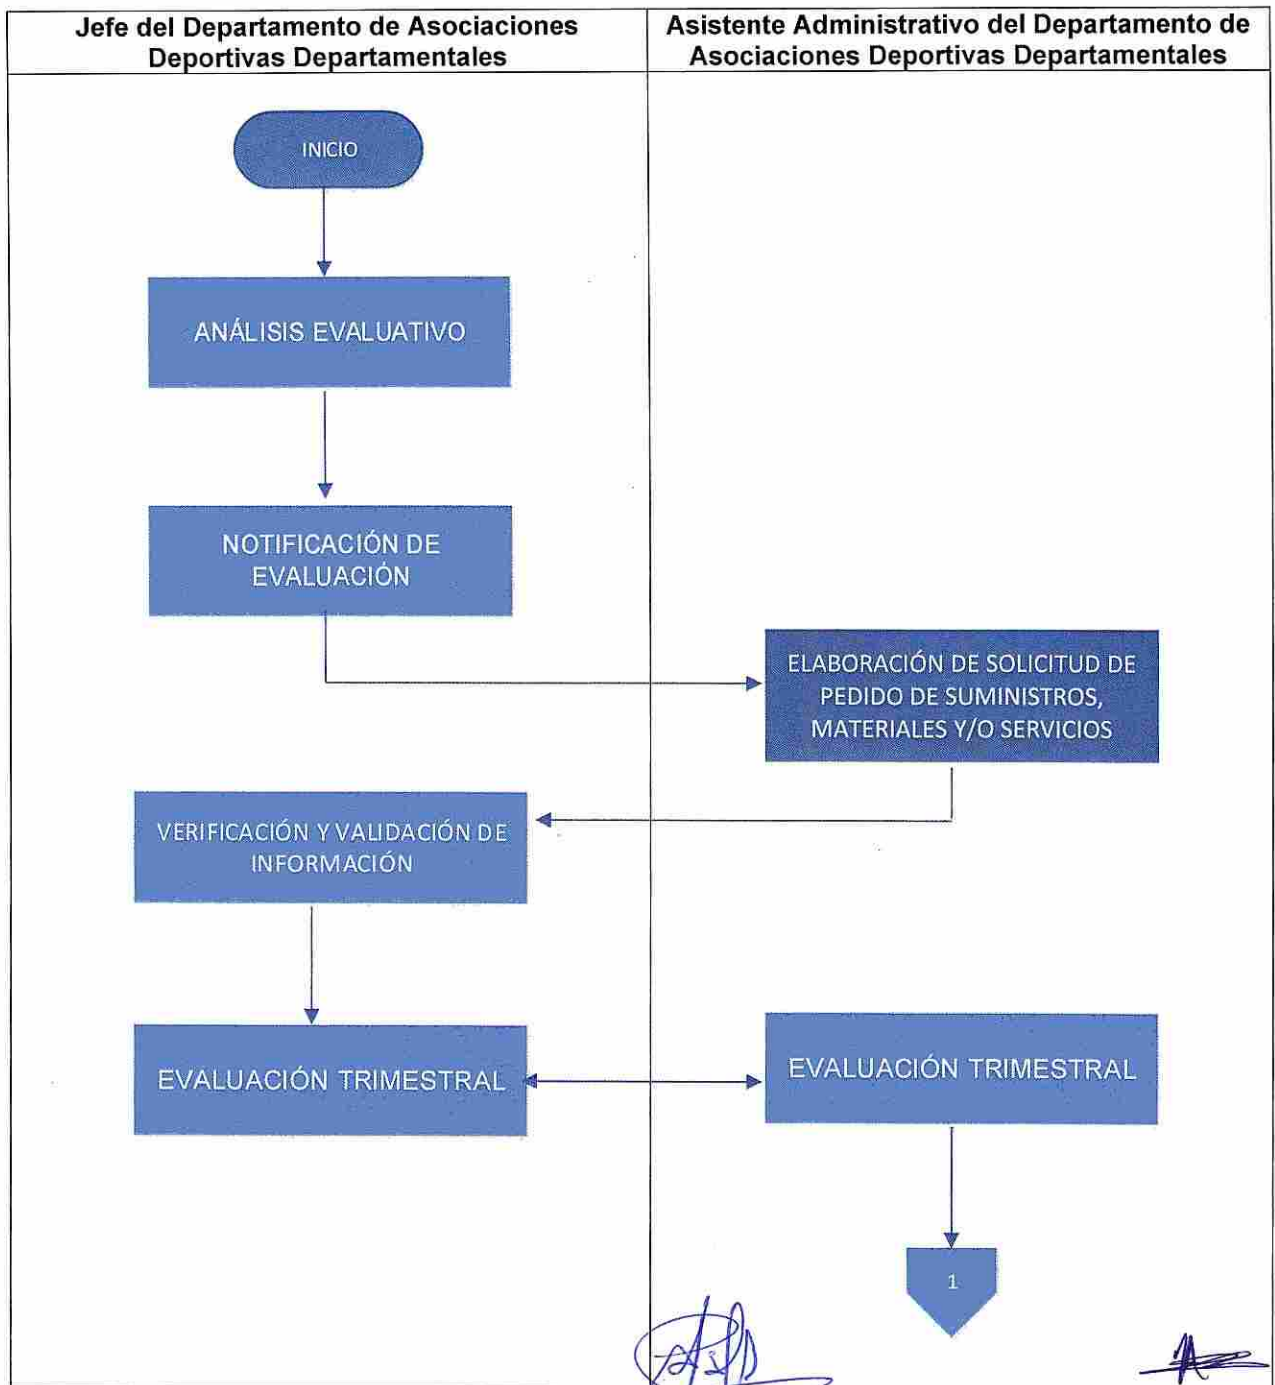 Jefe del Departamento de Asociaciones
Deportivas Departamentales
Asistente Administrativo del Departamento de
Asociaciones Deportivas Departamentales
INICIO
ANÁLISIS EVALUATIVO
NOTIFICACIÓN DE
EVALUACIÓN
ELABORACIÓN DE SOLICITUD DE
PEDIDO DE SUMINISTROS,
MATERIALES Y/O SERVICIOS
VERIFICACIÓN Y VALIDACIÓN DE
INFORMACIÓN
EVALUACIÓN TRIMESTRAL
EVALUACIÓN TRIMESTRAL
1